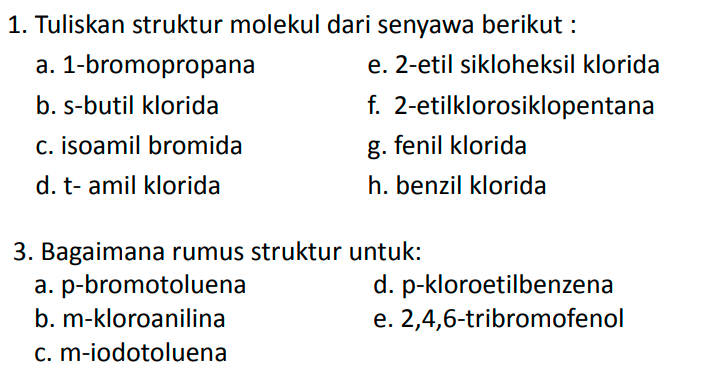 1. Tuliskan struktur molekul dari senyawa berikut :
a. 1-bromopropana
b. s-butil klorida
c. isoamil bromida
d. t- amil klorida
e. 2-etil sikloheksil klorida
f. 2-etilklorosiklopentana
g. fenil klorida
h. benzil klorida
3. Bagaimana rumus struktur untuk:
a. p-bromotoluena
b. m-kloroanilina
c. m-iodotoluena
d. p-kloroetilbenzena
e. 2,4,6-tribromofenol